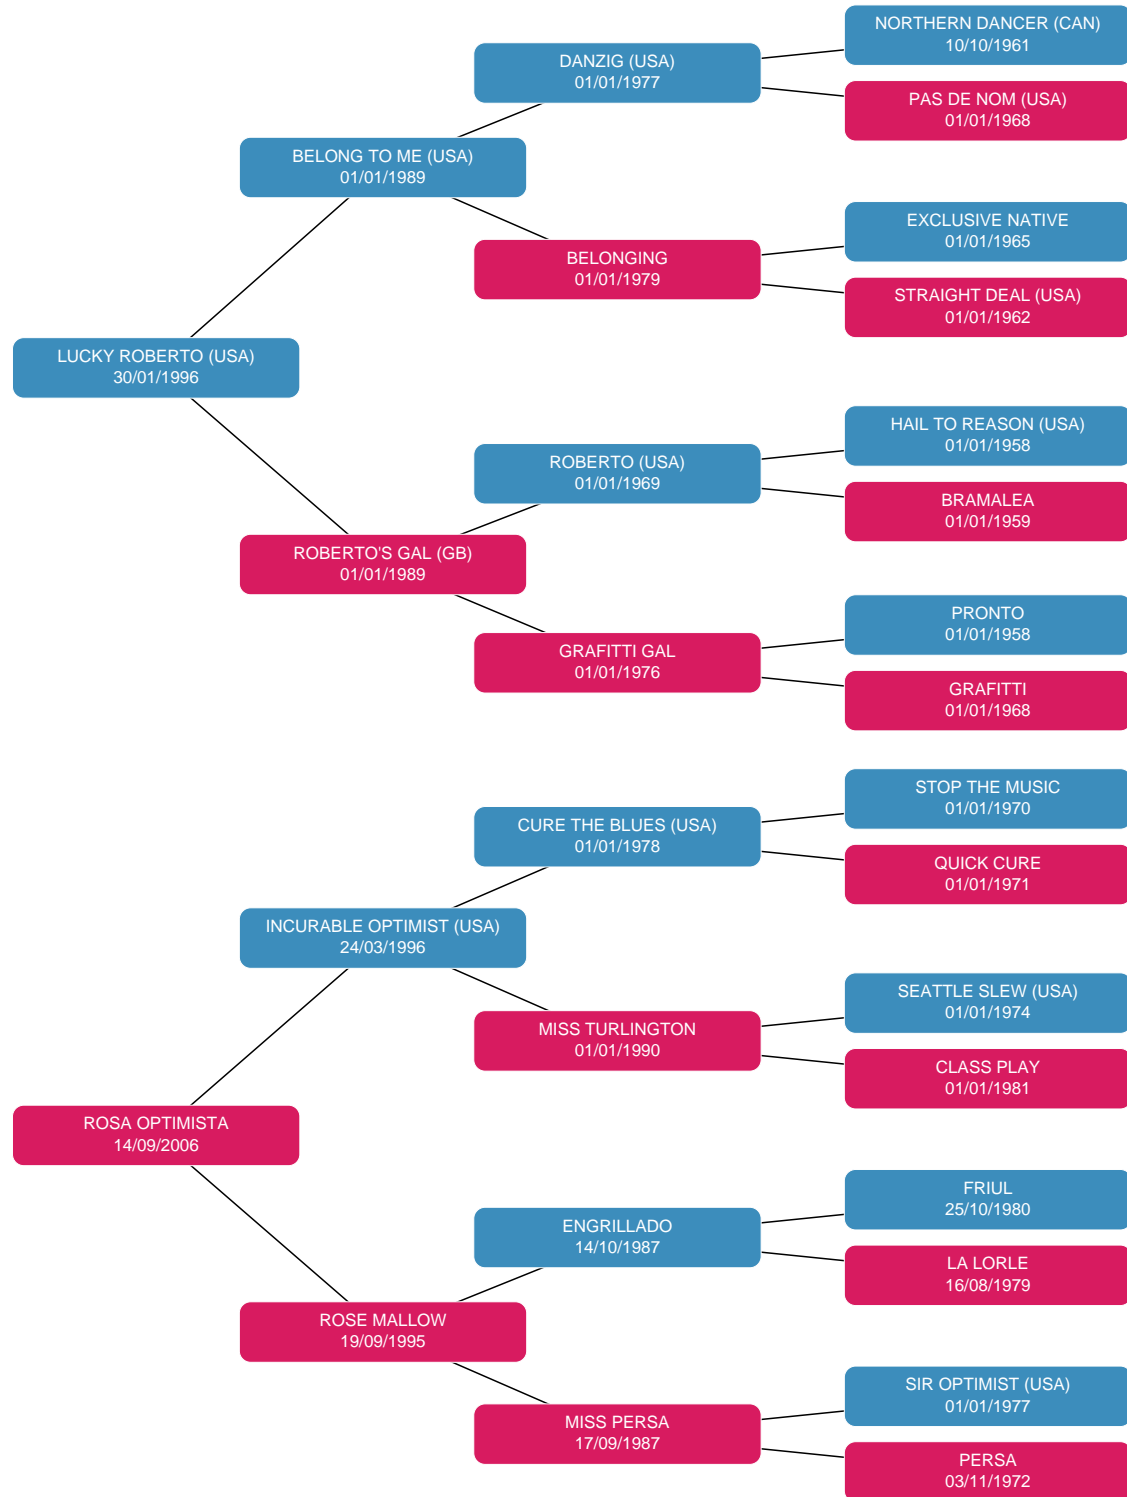 NORTHERN DANCER (CAN)
10/10/1961
DANZIG (USA)
01/01/1977
PAS DE NOM (USA)
01/01/1968
BELONG TO ME (USA)
01/01/1989
EXCLUSIVE NATIVE
01/01/1965
BELONGING
01/01/1979
STRAIGHT DEAL (USA)
01/01/1962
LUCKY ROBERTO (USA)
30/01/1996
HAIL TO REASON (USA)
01/01/1958
ROBERTO (USA)
01/01/1969
BRAMALEA
01/01/1959
ROBERTO'S GAL (GB)
01/01/1989
PRONTO
01/01/1958
GRAFITTI GAL
01/01/1976
GRAFITTI
01/01/1968
STOP THE MUSIC
01/01/1970
CURE THE BLUES (USA)
01/01/1978
QUICK CURE
01/01/1971
INCURABLE OPTIMIST (USA)
24/03/1996
SEATTLE SLEW (USA)
01/01/1974
MISS TURLINGTON
01/01/1990
CLASS PLAY
01/01/1981
ROSA OPTIMISTA
14/09/2006
FRIUL
25/10/1980
ENGRILLADO
14/10/1987
LA LORLE
16/08/1979
ROSE MALLOW
19/09/1995
SIR OPTIMIST (USA)
01/01/1977
MISS PERSA
17/09/1987
PERSA
03/11/1972